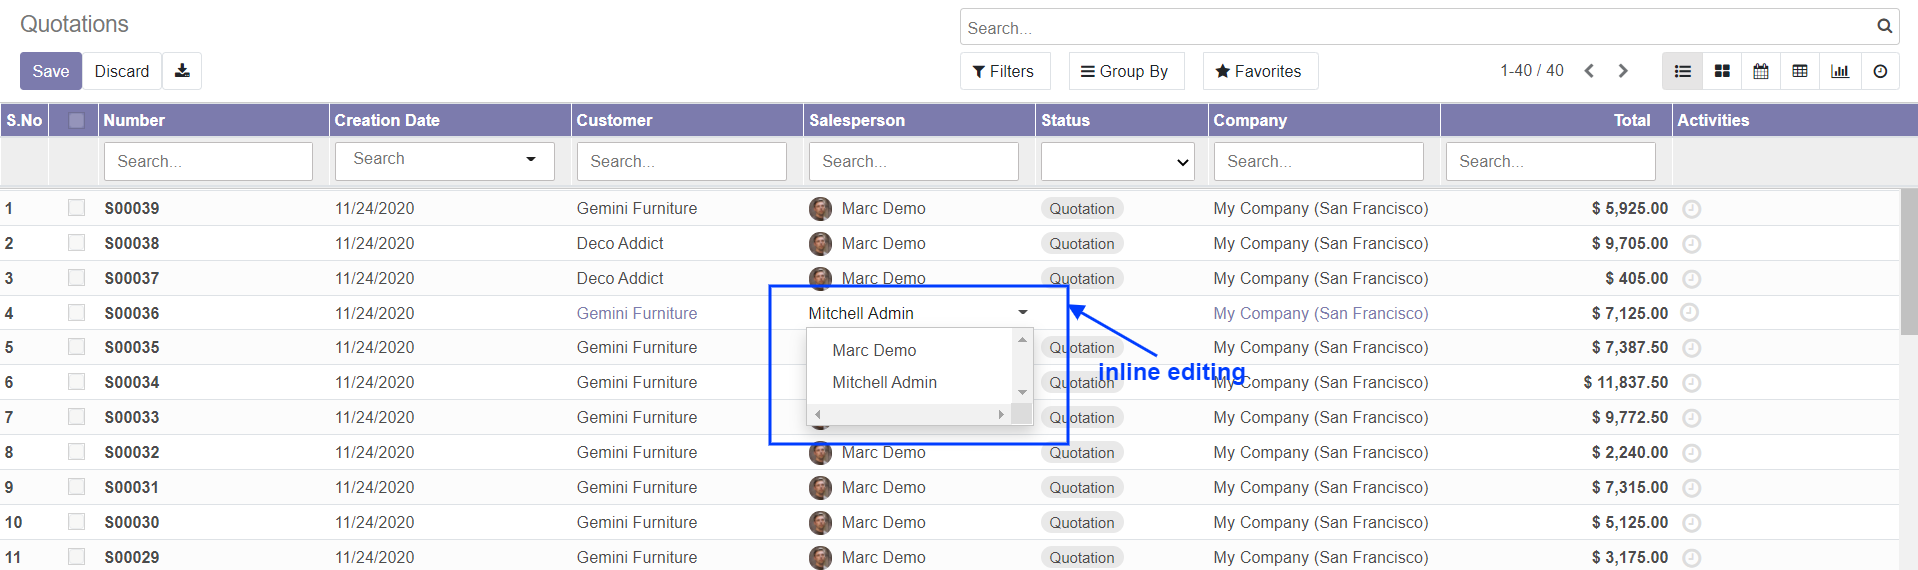 Quotations
Search...
Save Discard
Filters Group By Favorites 1-40 / 40
S.No Number Creation Date Customer Salesperson Status Company Total Activities
Search... Search Search... Search... Search... Search...
1 S00039 11/24/2020 Gemini Furniture Marc Demo Quotation My Company (San Francisco) $ 5,925.00
2 S00038 11/24/2020 Deco Addict Marc Demo Quotation My Company (San Francisco) $ 9,705.00
3 S00037 11/24/2020 Deco Addict Marc Demo Quotation My Company (San Francisco) $ 405.00
4 S00036 11/24/2020 Gemini Furniture Mitchell Admin My Company (San Francisco) $ 7,125.00
5 S00035 11/24/2020 Gemini Furniture Quotation My Company (San Francisco) $ 7,387.50
Marc Demo
inline editing
6 S00034 11/24/2020 Gemini Furniture Mitchell Admin Quotation My Company (San Francisco) $ 11,837.50
7 S00033 11/24/2020 Gemini Furniture Quotation My Company (San Francisco) $ 9,772.50
8 S00032 11/24/2020 Gemini Furniture Marc Demo Quotation My Company (San Francisco) $ 2,240.00
9 S00031 11/24/2020 Gemini Furniture Marc Demo Quotation My Company (San Francisco) $ 7,315.00
10 S00030 11/24/2020 Gemini Furniture Marc Demo Quotation My Company (San Francisco) $ 5,125.00
11 S00029 11/24/2020 Gemini Furniture Marc Demo Quotation My Company (San Francisco) $ 3,175.00